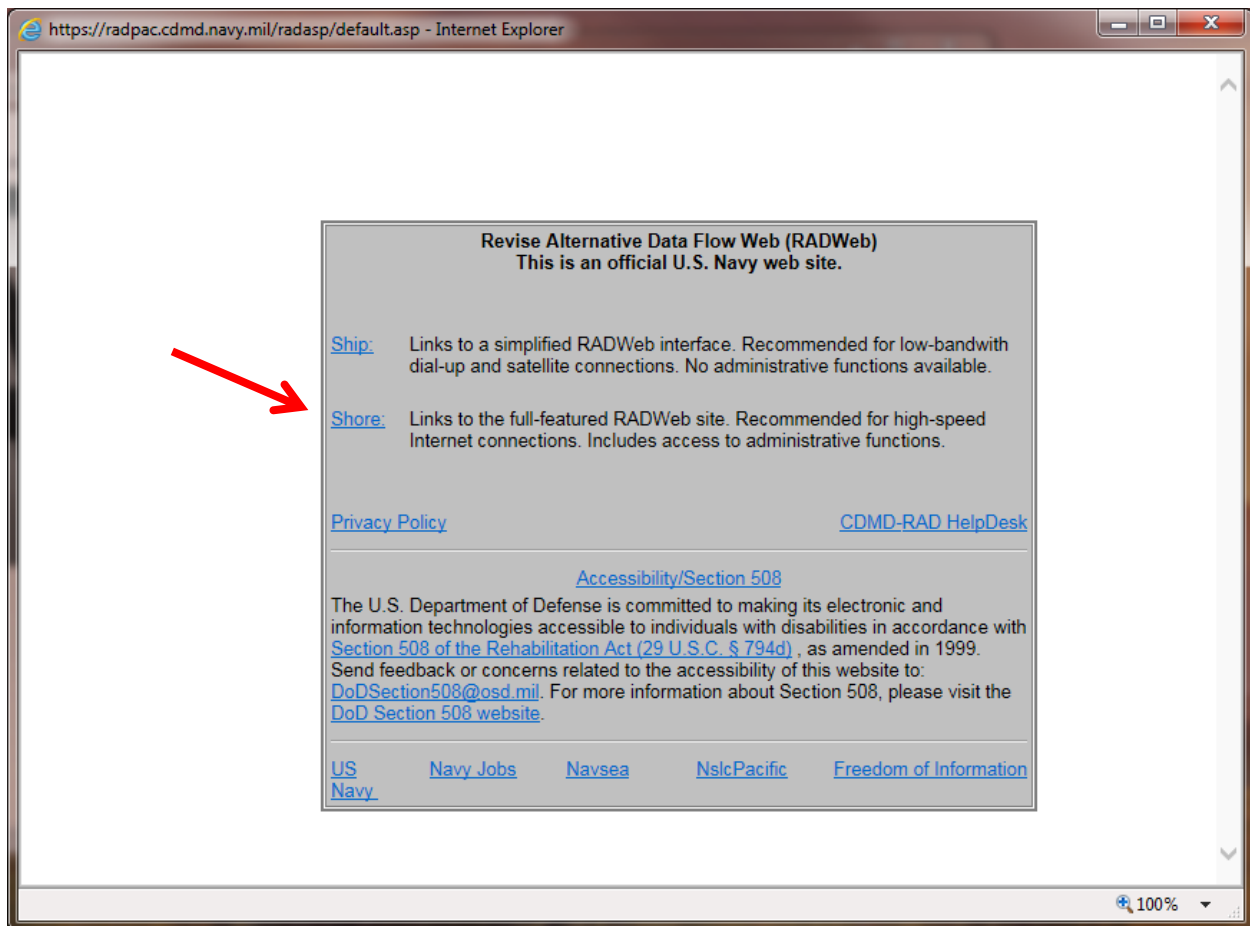 https://radpac.cdmd.navy.mil/radasp/default.asp - Internet Explorer
Revise Alternative Data Flow Web (RADWeb)
This is an official U.S. Navy web site.
Ship: Links to a simplified RADWeb interface. Recommended for low-bandwith
dial-up and satellite connections. No administrative functions available.
Shore: Links to the full-featured RADWeb site. Recommended for high-speed
Internet connections. Includes access to administrative functions.
Privacy Policy CDMD-RAD HelpDesk
Accessibility/Section 508
The U.S. Department of Defense is committed to making its electronic and
information technologies accessible to individuals with disabilities in accordance with
Section 508 of the Rehabilitation Act (29 U.S.C. § 794d) , as amended in 1999.
Send feedback or concerns related to the accessibility of this website to:
DoDSection508@osd.mil. For more information about Section 508, please visit the
DoD Section 508 website.
US Navy Jobs Navsea NslcPacific Freedom of Information
Navy
100%